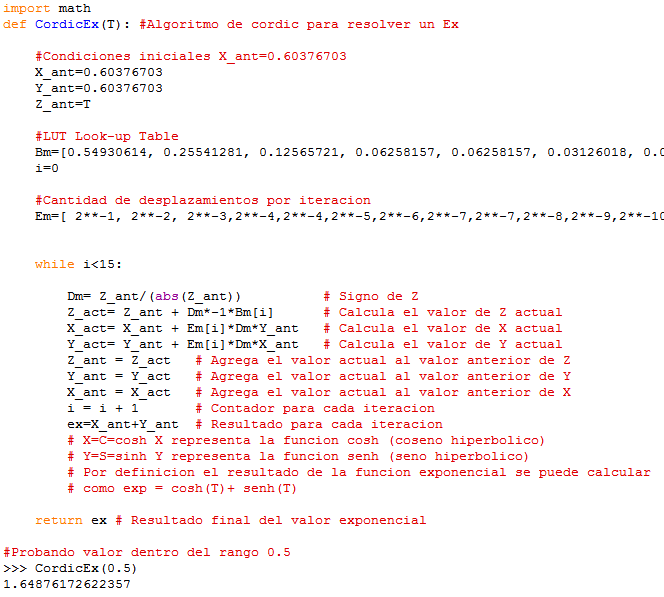 import math
def CordicEx(T): #Algoritmo de cordic para resolver un Ex
#Condiciones iniciales X_ant=0.60376703
X_ant=0.60376703
Y_ant=0.60376703
Z_ant=T
#LUT Look-up Table
Bm=[0.54930614, 0.25541281, 0.12565721, 0.06258157, 0.06258157, 0.03126018, 0.0
i=0
#Cantidad de desplazamientos por iteracion
Em=[ 2**-1, 2**-2, 2**-3,2**-4,2**-4,2**-5,2**-6,2**-7,2**-7,2**-8,2**-9,2**-10
while i<15:
Dm= Z_ant/(abs(Z_ant)) # Signo de Z
Z_act= Z_ant + Dm*-1*Bm[i] # Calcula el valor de Z actual
X_act= X_ant + Em[i]*Dm*Y_ant # Calcula el valor de X actual
Y_act= Y_ant + Em[i]*Dm*X_ant # Calcula el valor de Y actual
Z_ant = Z_act # Agrega el valor actual al valor anterior de Z
Y_ant = Y_act # Agrega el valor actual al valor anterior de Y
X_ant = X_act # Agrega el valor actual al valor anterior de X
i = i + 1 # Contador para cada iteracion
ex=X_ant+Y_ant # Resultado para cada iteracion
# X=C=cosh X representa la funcion cosh (coseno hiperbolico)
# Y=S=sinh Y representa la funcion senh (seno hiperbolico)
# Por definicion el resultado de la funcion exponencial se puede calcular
# como exp = cosh(T)+ senh(T)
return ex # Resultado final del valor exponencial
#Probando valor dentro del rango 0.5
>>> CordicEx(0.5)
1.64876172622357